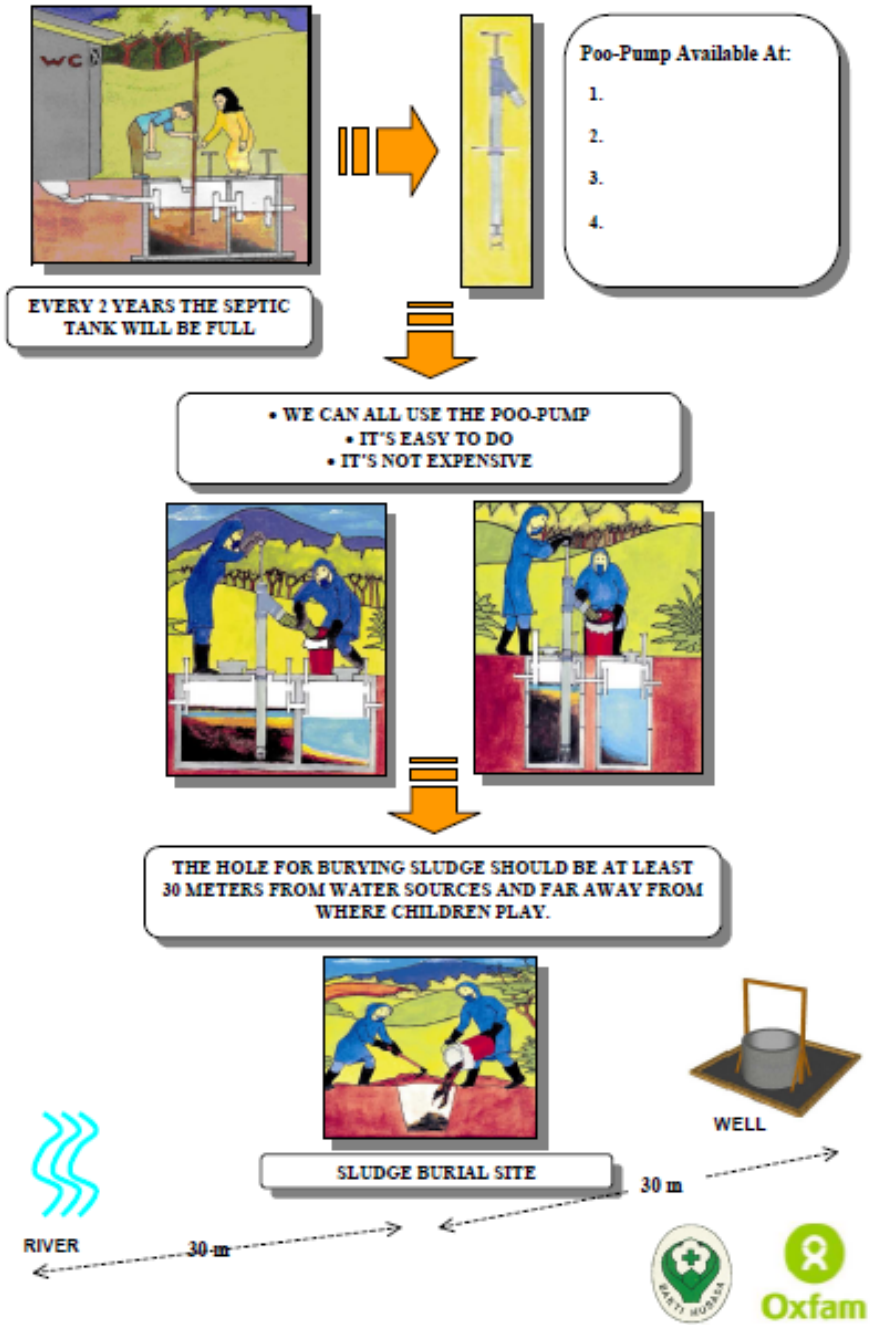 WC
Poo-Pump Available At:
1.
2.
3.
4.
EVERY 2 YEARS THE SEPTIC
TANK WILL BE FULL
• WE CAN ALL USE THE POO-PUMP
• IT'S EASY TO DO
• IT'S NOT EXPENSIVE
THE HOLE FOR BURYING SLUDGE SHOULD BE AT LEAST
30 METERS FROM WATER SOURCES AND FAR AWAY FROM
WHERE CHILDREN PLAY.
WELL
SLUDGE BURIAL SITE
30 m
RIVER
30 m
BAKTI HUSADA
Oxfam